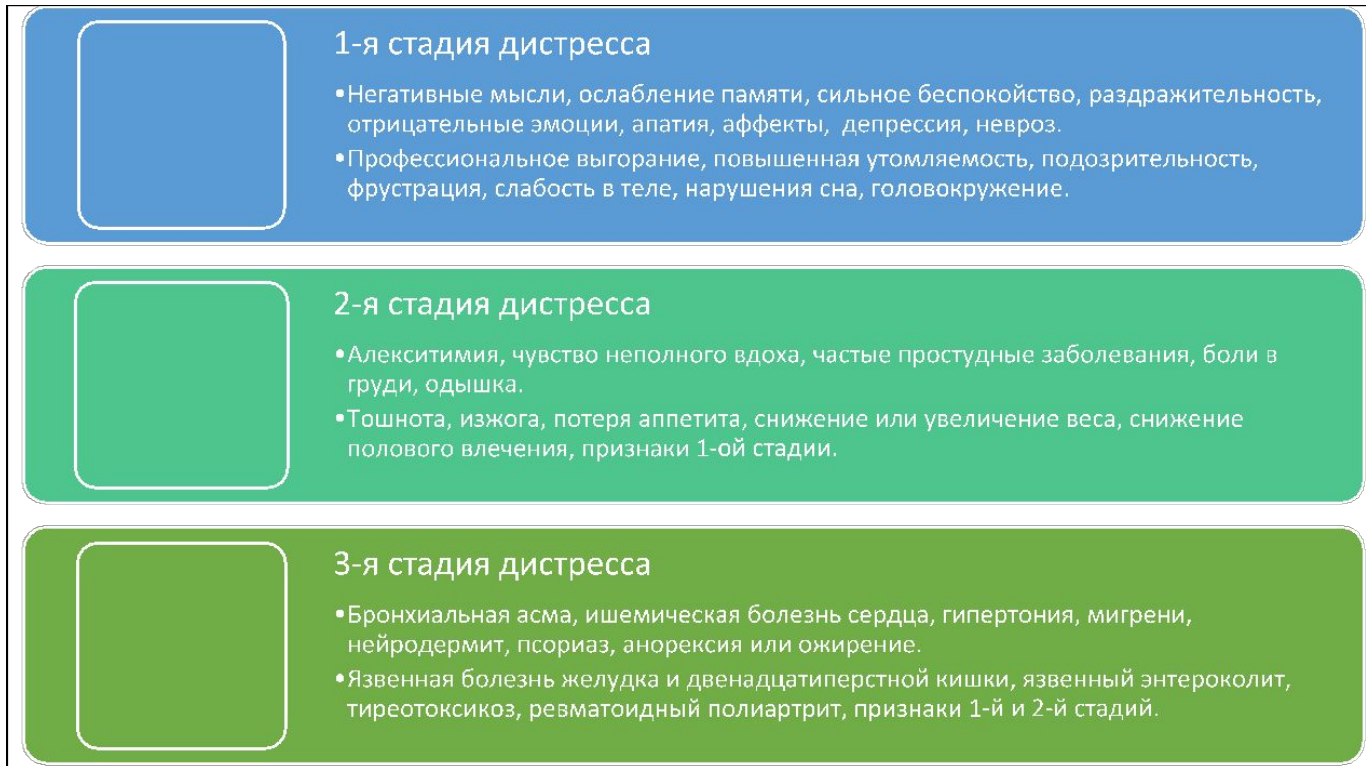 1-я стадия дистресса
•Негативные мысли, ослабление памяти, сильное беспокойство, раздражительность,
отрицательные эмоции, апатия, аффекты, депрессия, невроз.
•Профессиональное выгорание, повышенная утомляемость, подозрительность,
фрустрация, слабость в теле, нарушения сна, головокружение.
2-я стадия дистресса
•Алекситимия, чувство неполного вдоха, частые простудные заболевания, боли в
груди, одышка.
•Тошнота, изжога, потеря аппетита, снижение или увеличение веса, снижение
полового влечения, признаки 1-ой стадии.
3-я стадия дистресса
•Бронхиальная асма, ишемическая болезнь сердца, гипертония, мигрени,
нейродермит, псориаз, анорексия или ожирение.
•Язвенная болезнь желудка и двенадцатиперстной кишки, язвенный энтероколит,
тиреотоксикоз, ревматоидный полиартрит, признаки 1-й и 2-й стадий.